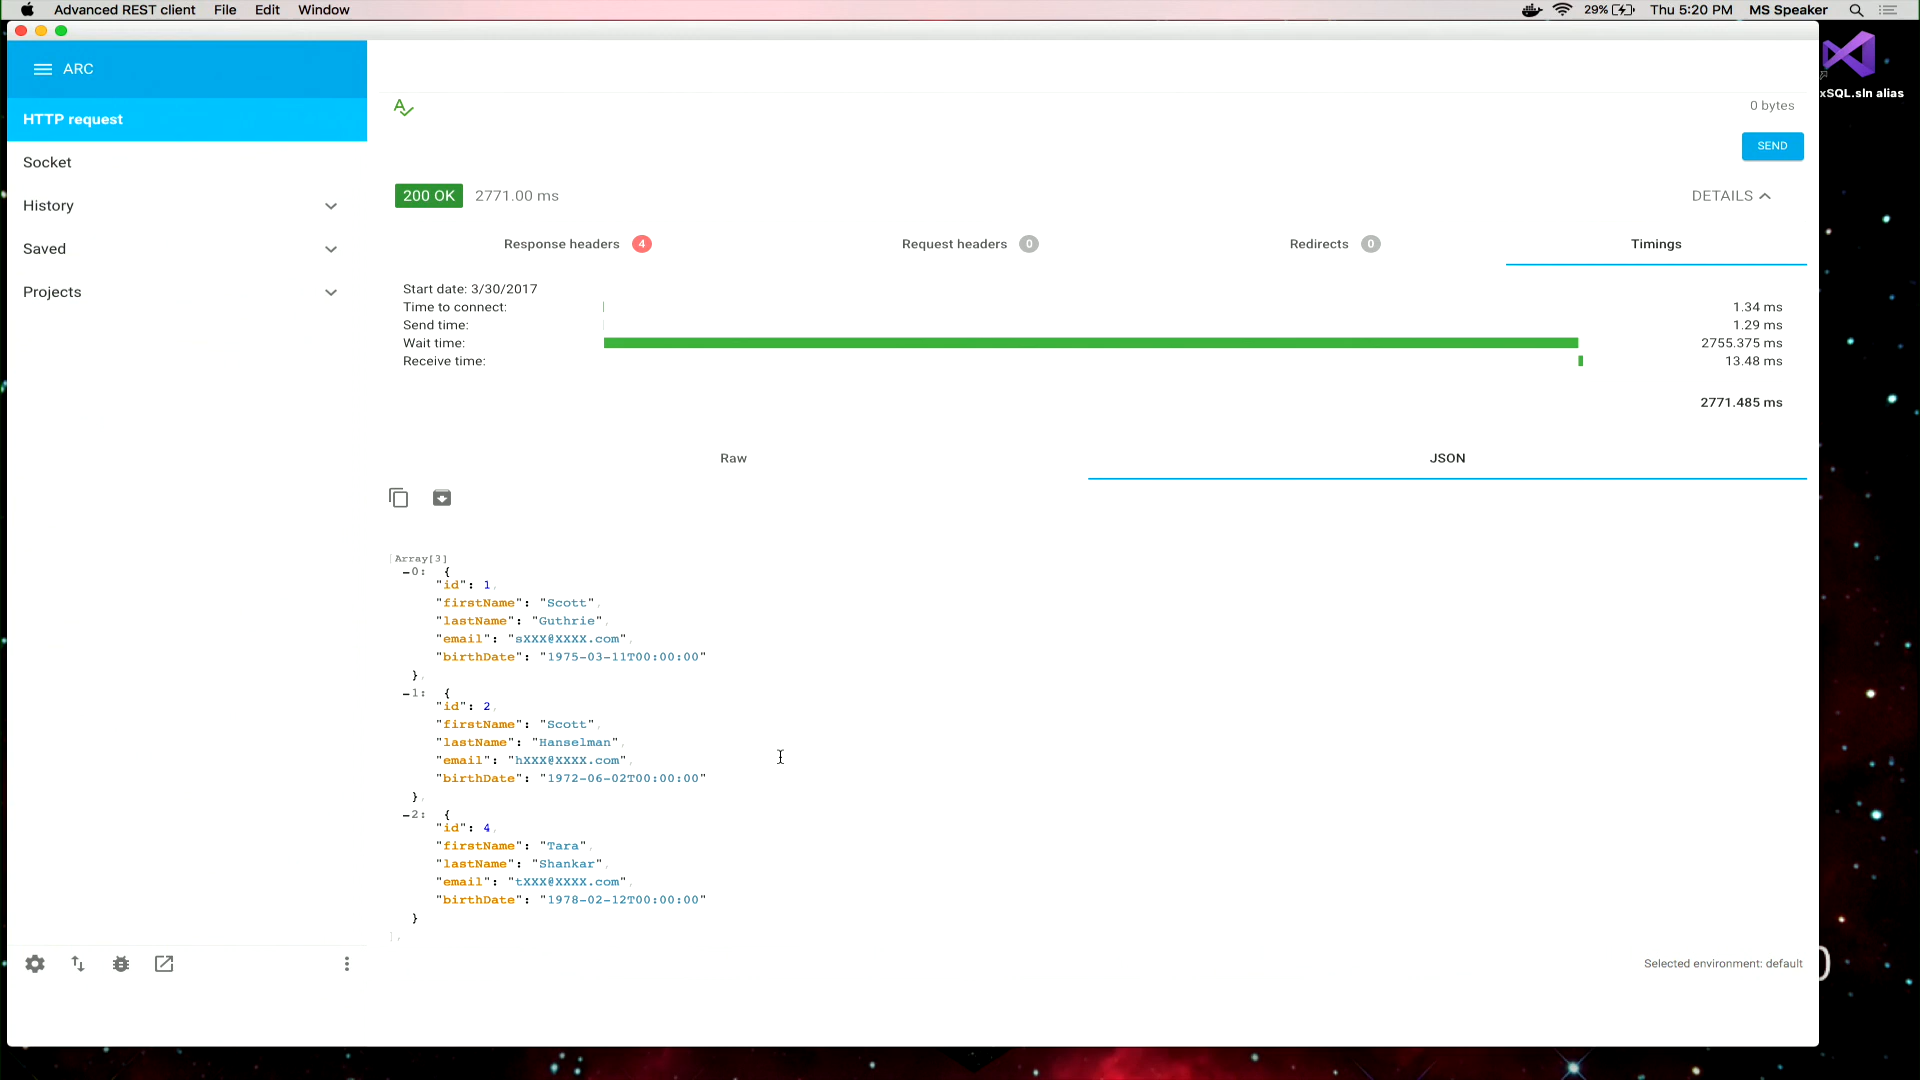 Advanced REST client File Edit Window 29% Thu 5:20 PM MS Speaker
ARC
xSQL.sln alias
0 bytes
HTTP request
SEND
Socket
200 OK 2771.00 ms DETAILS
History
Response headers 4 Request headers 0 Redirects 0 Timings
Saved
Projects
Start date: 3/30/2017
Time to connect: 1.34 ms
Send time: 1.29 ms
Wait time: 2755.375 ms
Receive time: 13.48 ms
2771.485 ms
Raw JSON
[Array[3]
-0: {
"id": 1,
"firstName": "Scott",
"lastName": "Guthrie",
"email": "sXXX@XXXX.com",
"birthDate": "1975-03-11T00:00:00"
},
-1: {
"id": 2,
"firstName": "Scott",
"lastName": "Hanselman",
"email": "hXXX@XXXX.com",
"birthDate": "1972-06-02T00:00:00"
},
-2: {
"id": 4,
"firstName": "Tara",
"lastName": "Shankar",
"email": "tXXX@XXXX.com",
"birthDate": "1978-02-12T00:00:00"
}
],
Selected environment: default